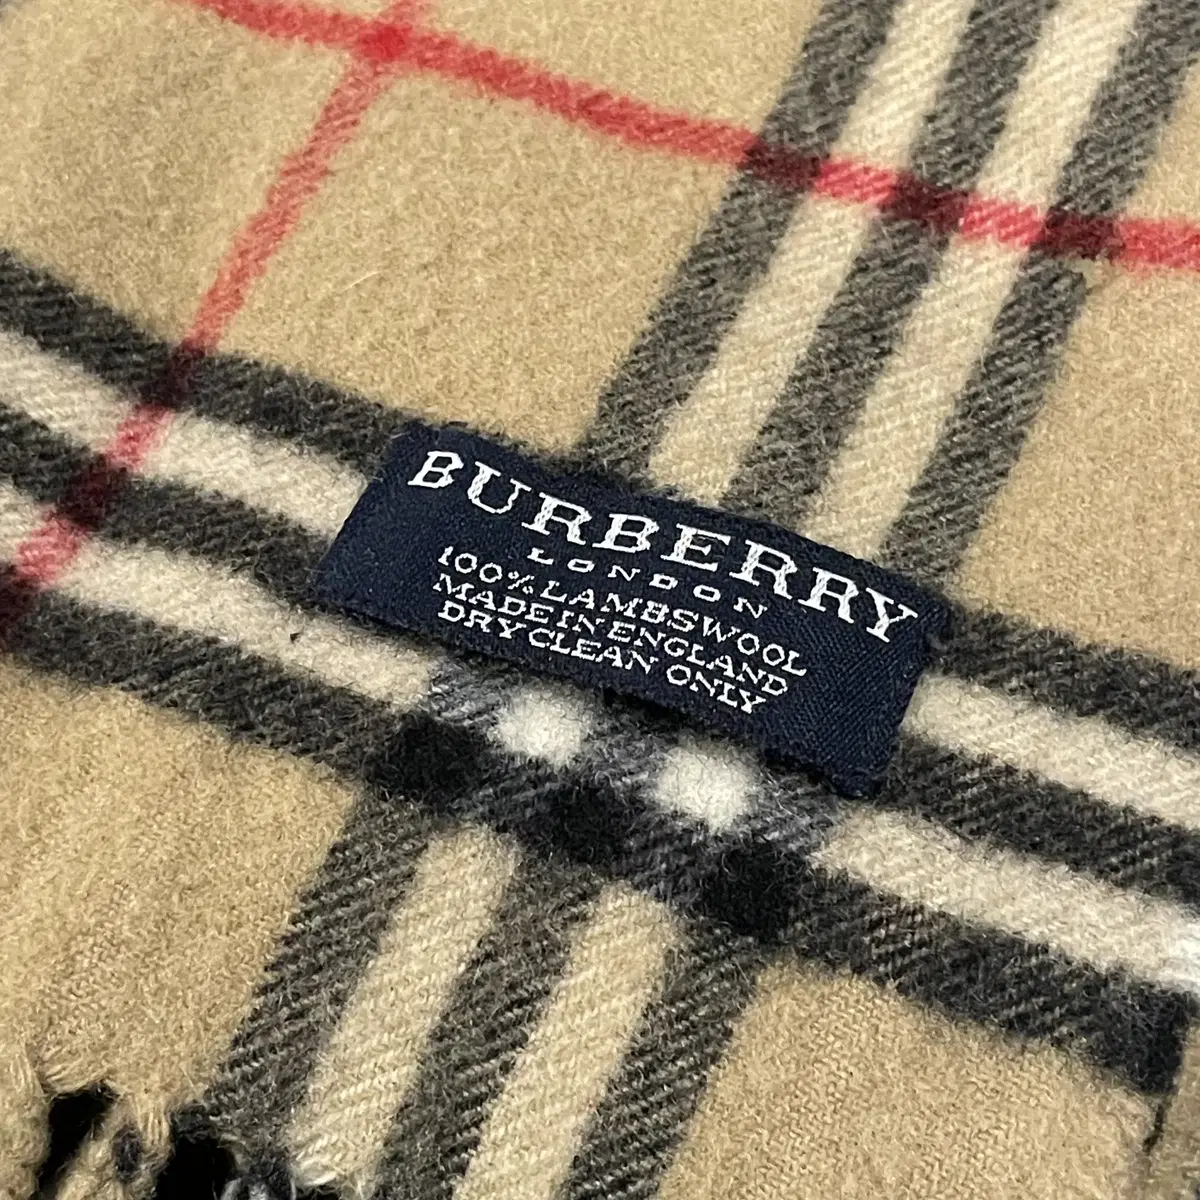 BURBERRY
LONDON
100% LAMBSWOOL
MADE IN ENGLAND
DRY CLEAN ONLY